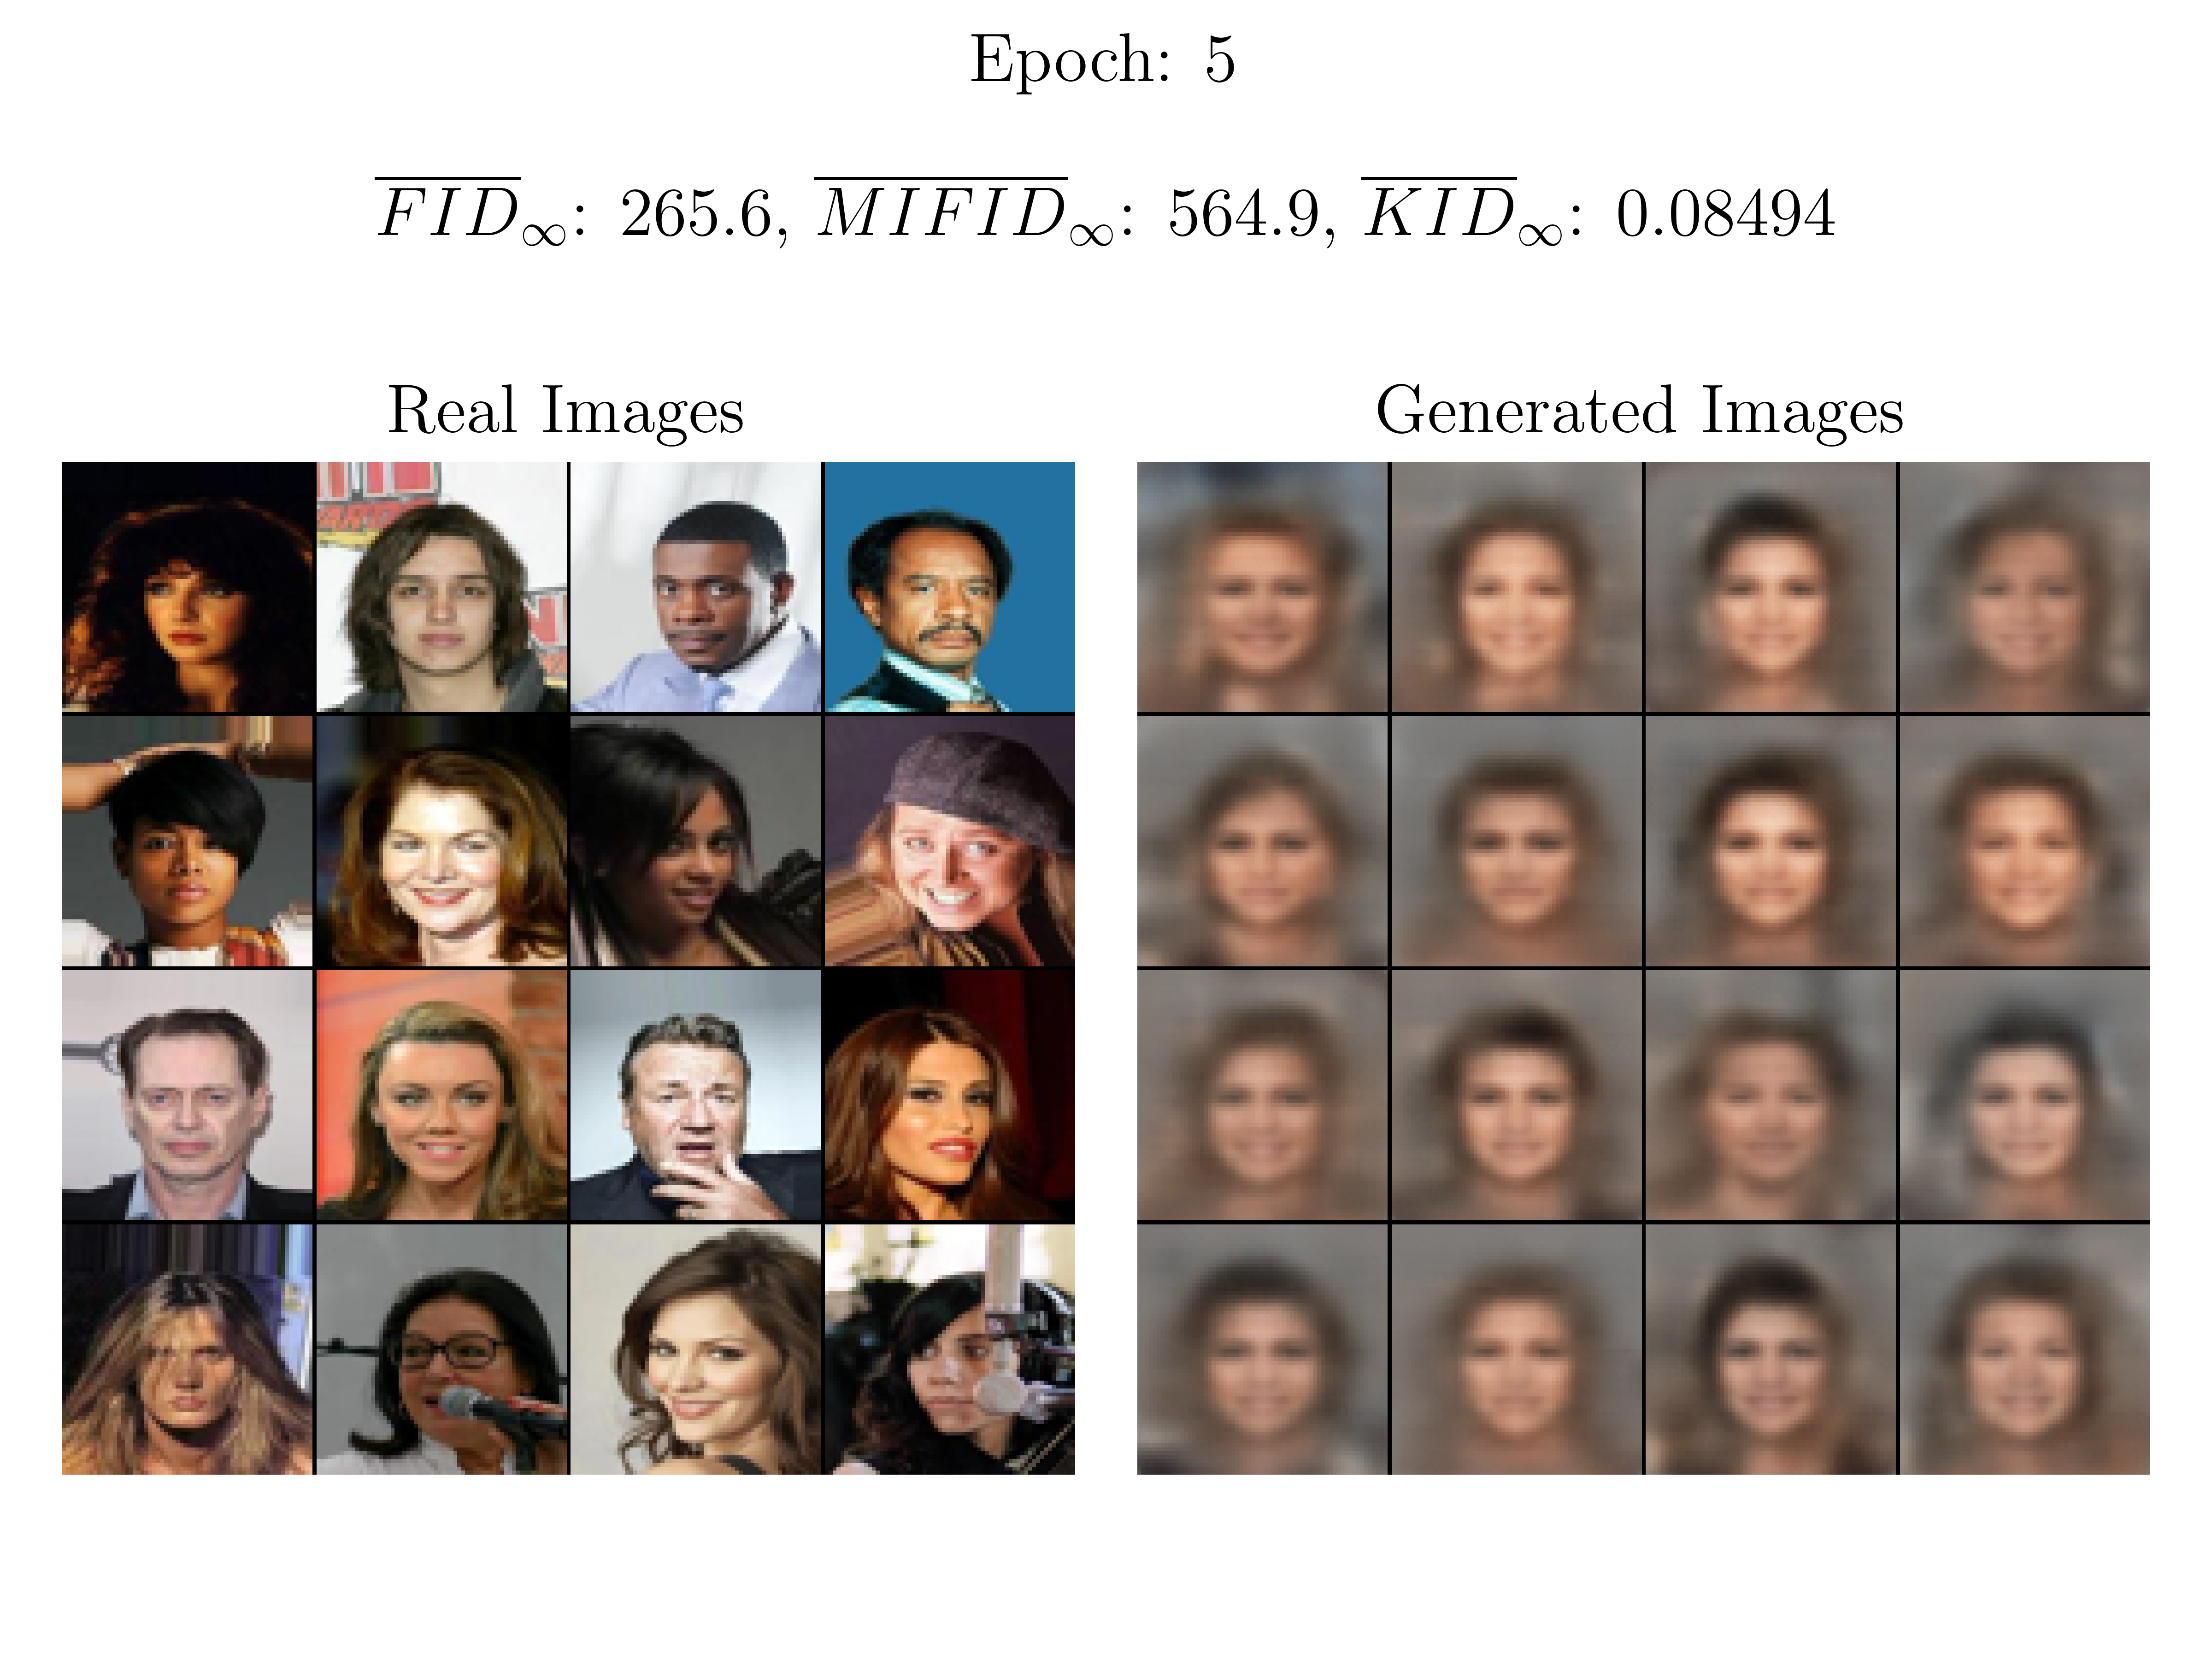 Epoch: 5
FID∞: 265.6, MIFID∞: 564.9, KID∞: 0.08494
Real Images
Generated Images